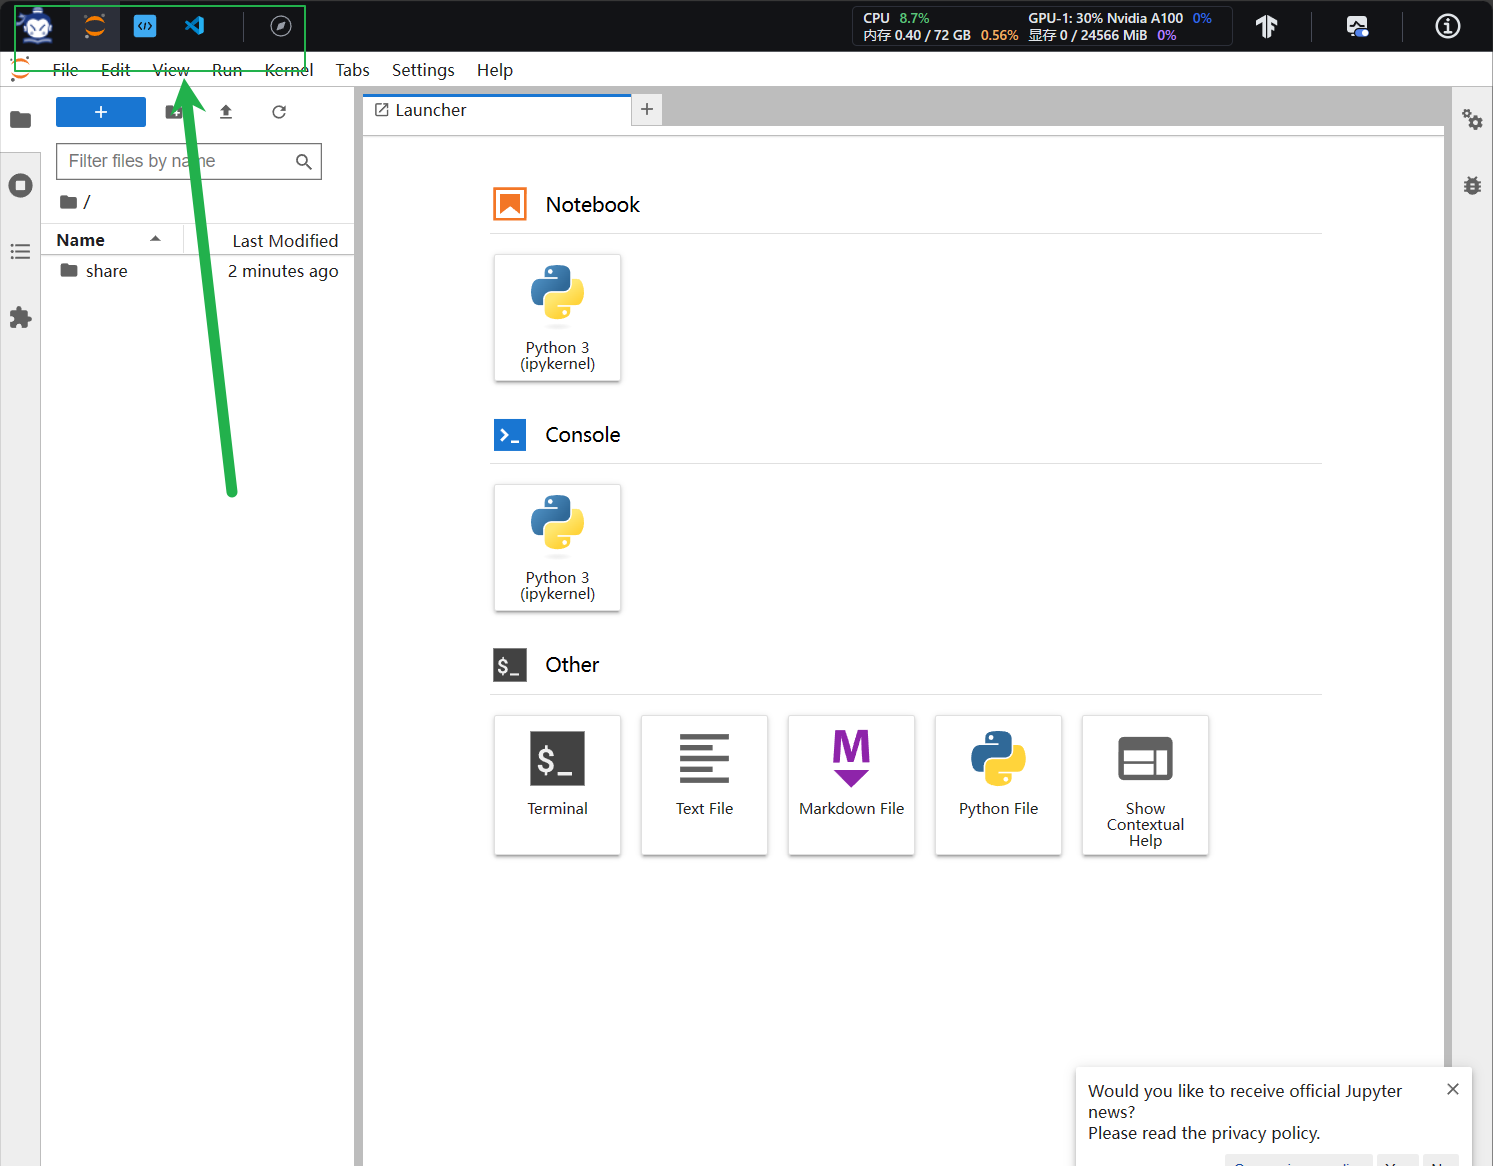 CPU 8.7% GPU-1: 30% Nvidia A100 0%
内存 0.40 / 72 GB 0.56% 显存 0 / 24566 MiB 0%
File Edit View Run Kernel Tabs Settings Help
Launcher
Filter files by name
/
Name Last Modified
share 2 minutes ago
Notebook
Python 3
(ipykernel)
Console
Python 3
(ipykernel)
$_ Other
$_
Terminal
Text File
M
Markdown File
Python File
Show
Contextual
Help
Would you like to receive official Jupyter
news?
Please read the privacy policy.